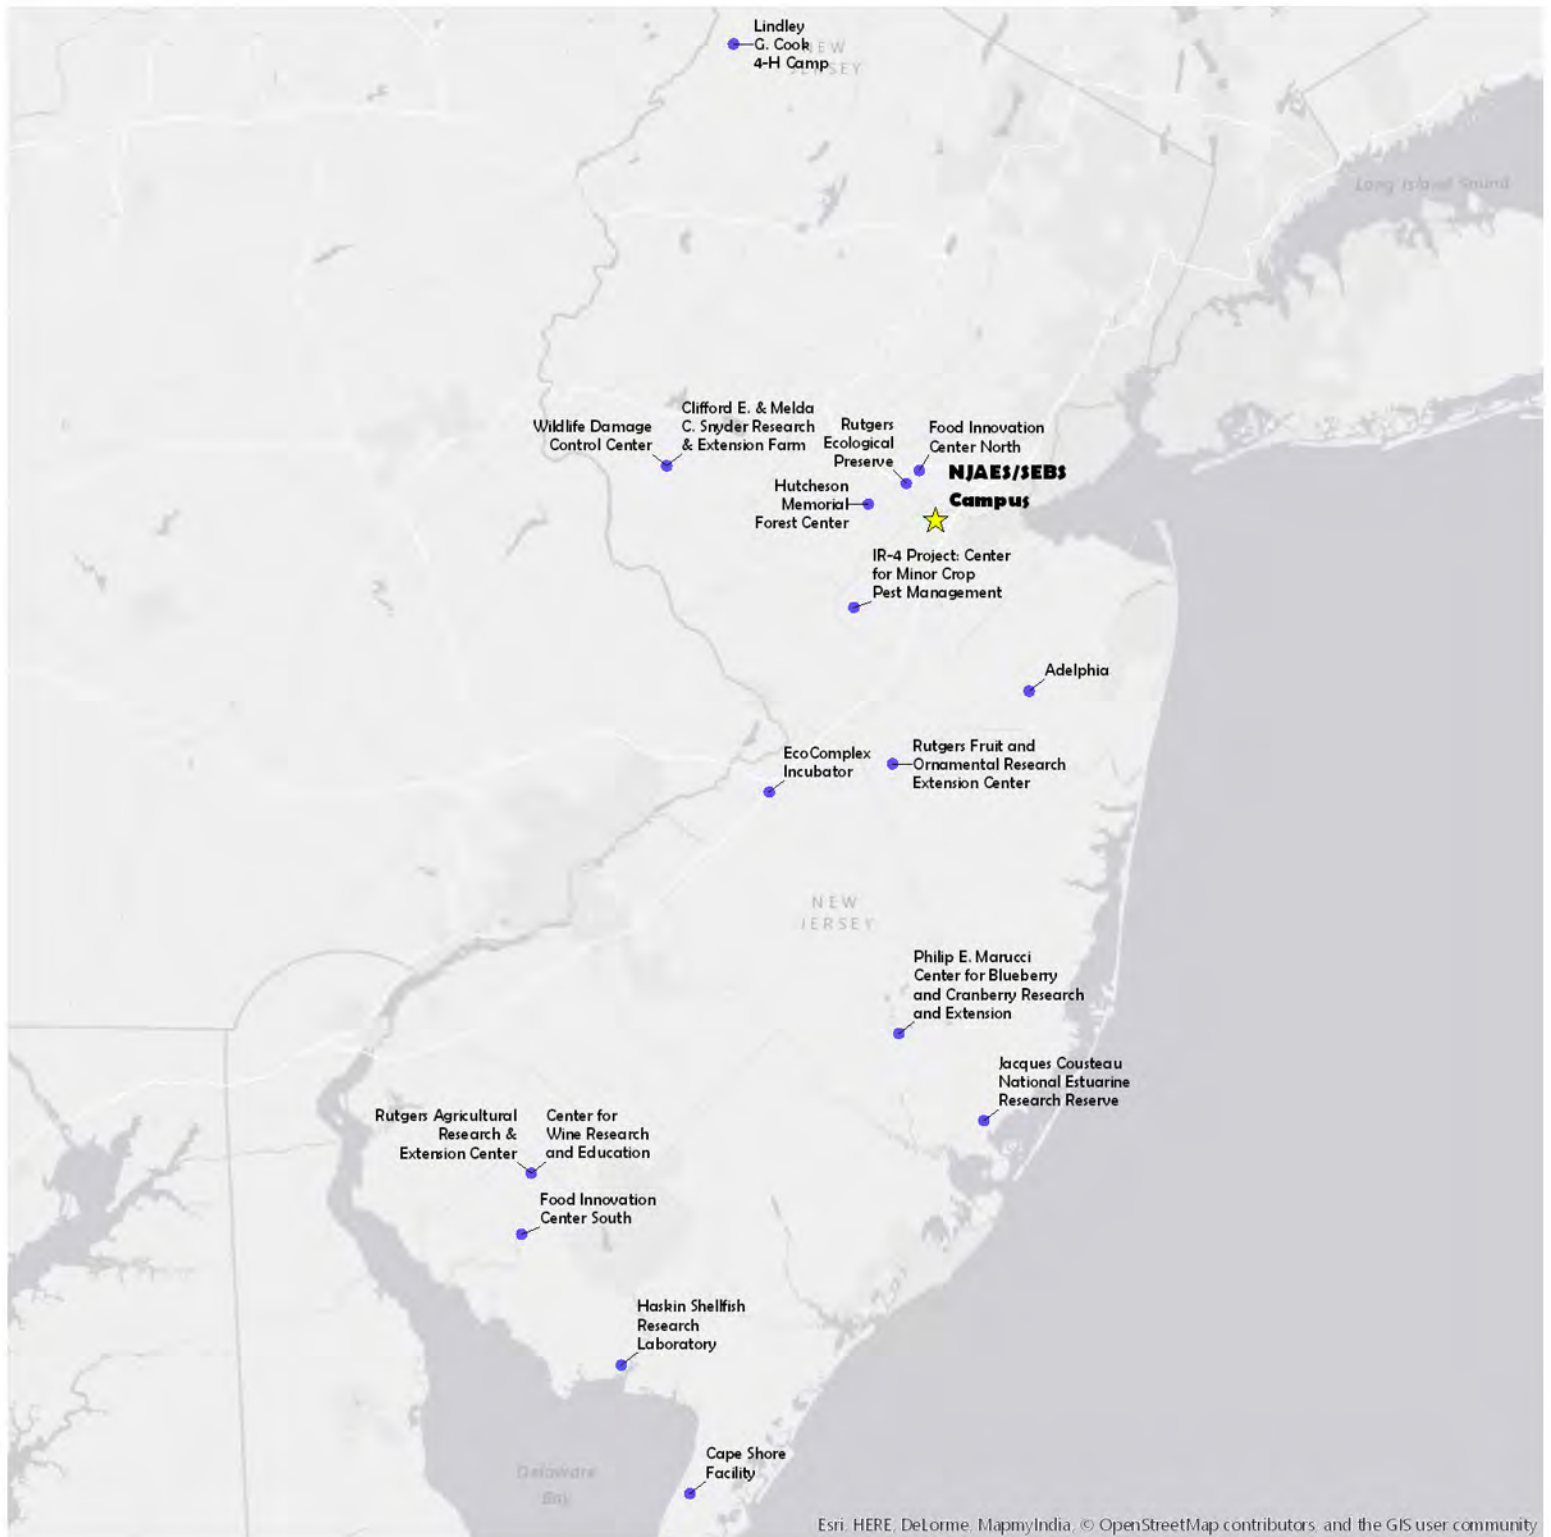 Lindley
G. Cook
4-H Camp
NEW
JERSEY
Long Island Sound
Clifford E. & Melda
C. Snyder Research
& Extension Farm
Wildlife Damage
Control Center
Rutgers
Ecological
Preserve
Food Innovation
Center North
NJAES/SEBS
Campus
Hutcheson
Memorial
Forest Center
IR-4 Project: Center
for Minor Crop
Pest Management
Adelphia
EcoComplex
Incubator
Rutgers Fruit and
Ornamental Research
Extension Center
NEW
JERSEY
Philip E. Marucci
Center for Blueberry
and Cranberry Research
and Extension
Jacques Cousteau
National Estuarine
Research Reserve
Rutgers Agricultural
Research &
Extension Center
Center for
Wine Research
and Education
Food Innovation
Center South
Haskin Shellfish
Research
Laboratory
Cape Shore
Facility
Delaware
Bay
Esri, HERE, DeLorme, MapmyIndia, © OpenStreetMap contributors, and the GIS user community